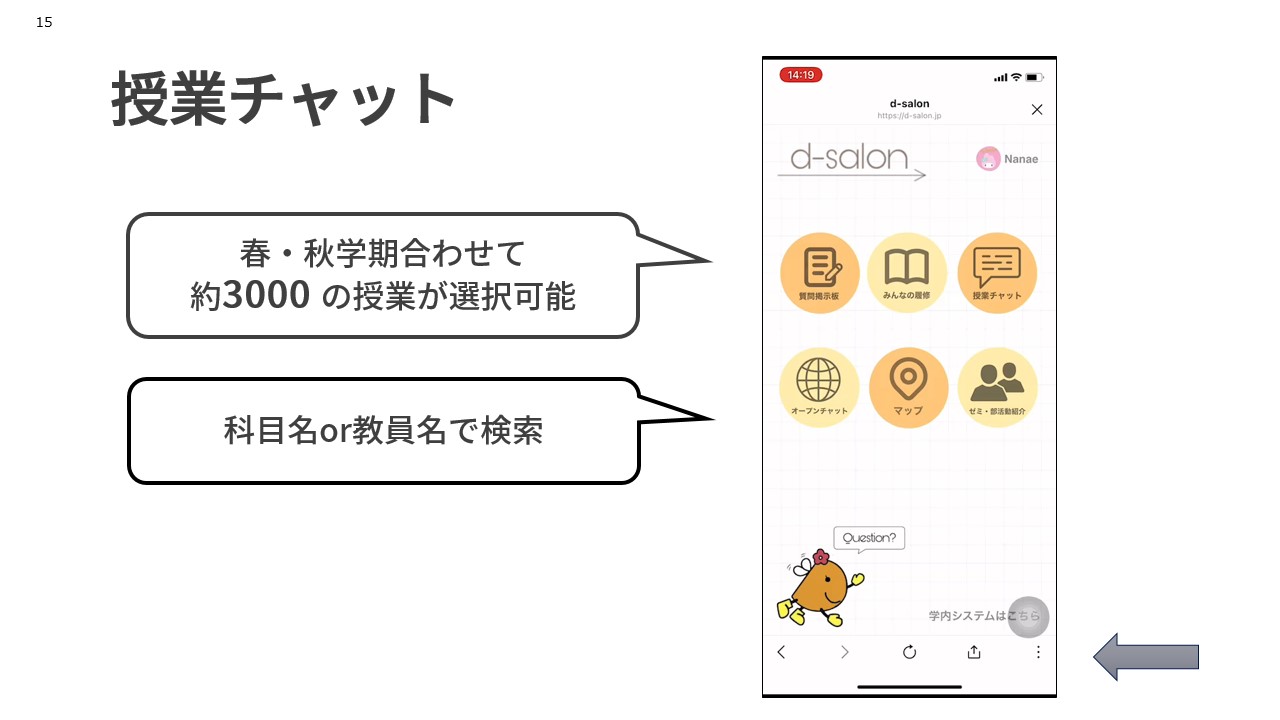 15
授業チャット
春・秋学期合わせて
約3000 の授業が選択可能
科目名or教員名で検索
14:19
d-salon
https://d-salon.jp
d-salon
Nanae
質問掲示板
みんなの履修
授業チャット
オープンチャット
マップ
ゼミ・部活動紹介
Question?
学内システムはこちら